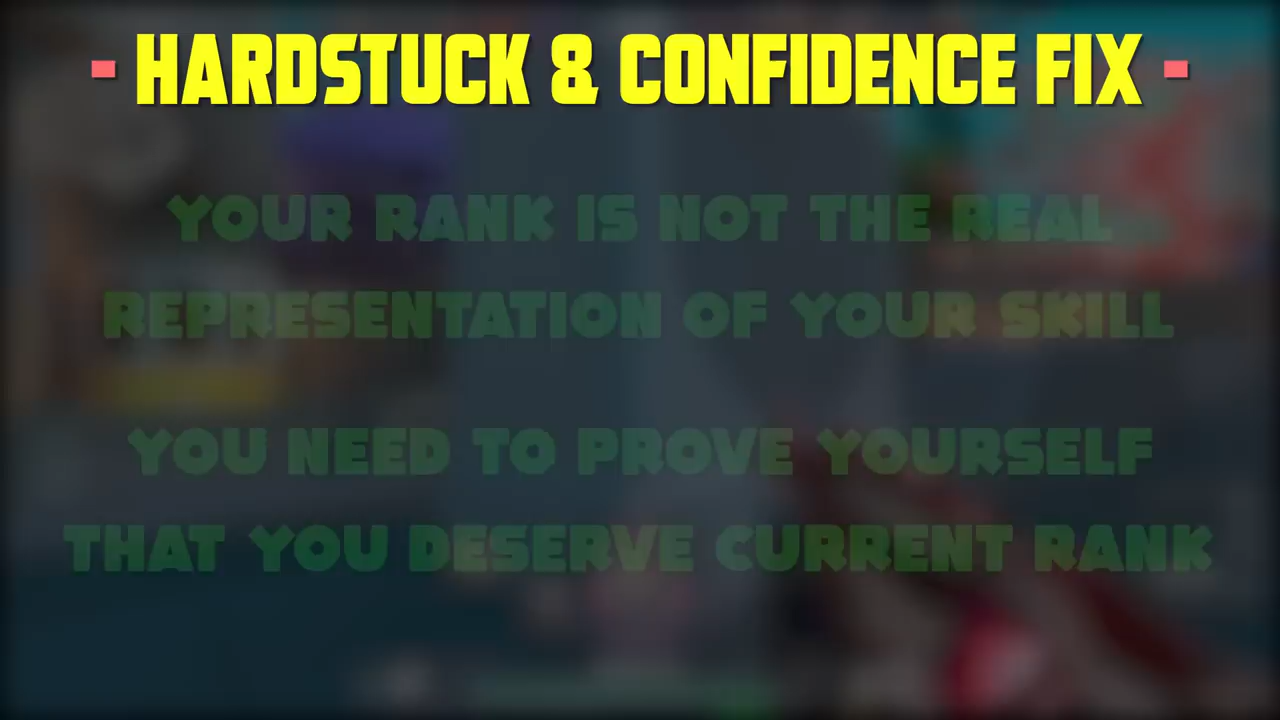 - HARDSTUCK & CONFIDENCE FIX -
YOUR RANK IS NOT THE REAL
REPRESENTATION OF YOUR SKILL
YOU NEED TO PROVE YOURSELF
THAT YOU DESERVE CURRENT RANK